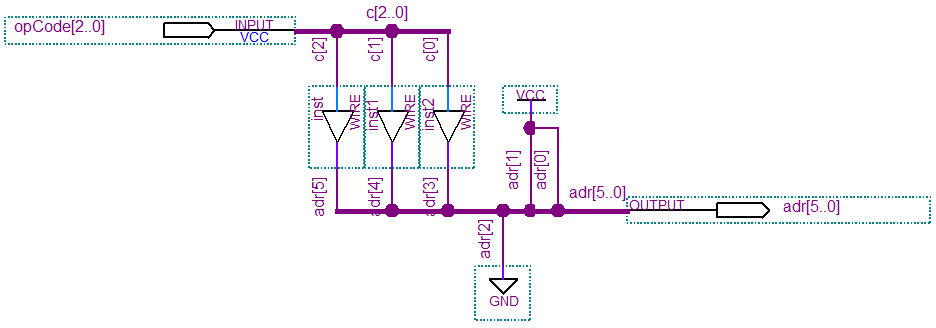 c[2..0]
opCode[2..0]
INPUT
VCC
c[2]
c[1]
c[0]
inst
WIRE
inst1
WIRE
inst2
WIRE
VCC
adr[5]
adr[4]
adr[3]
adr[1]
adr[0]
adr[5..0]
OUTPUT
adr[5..0]
adr[2]
GND